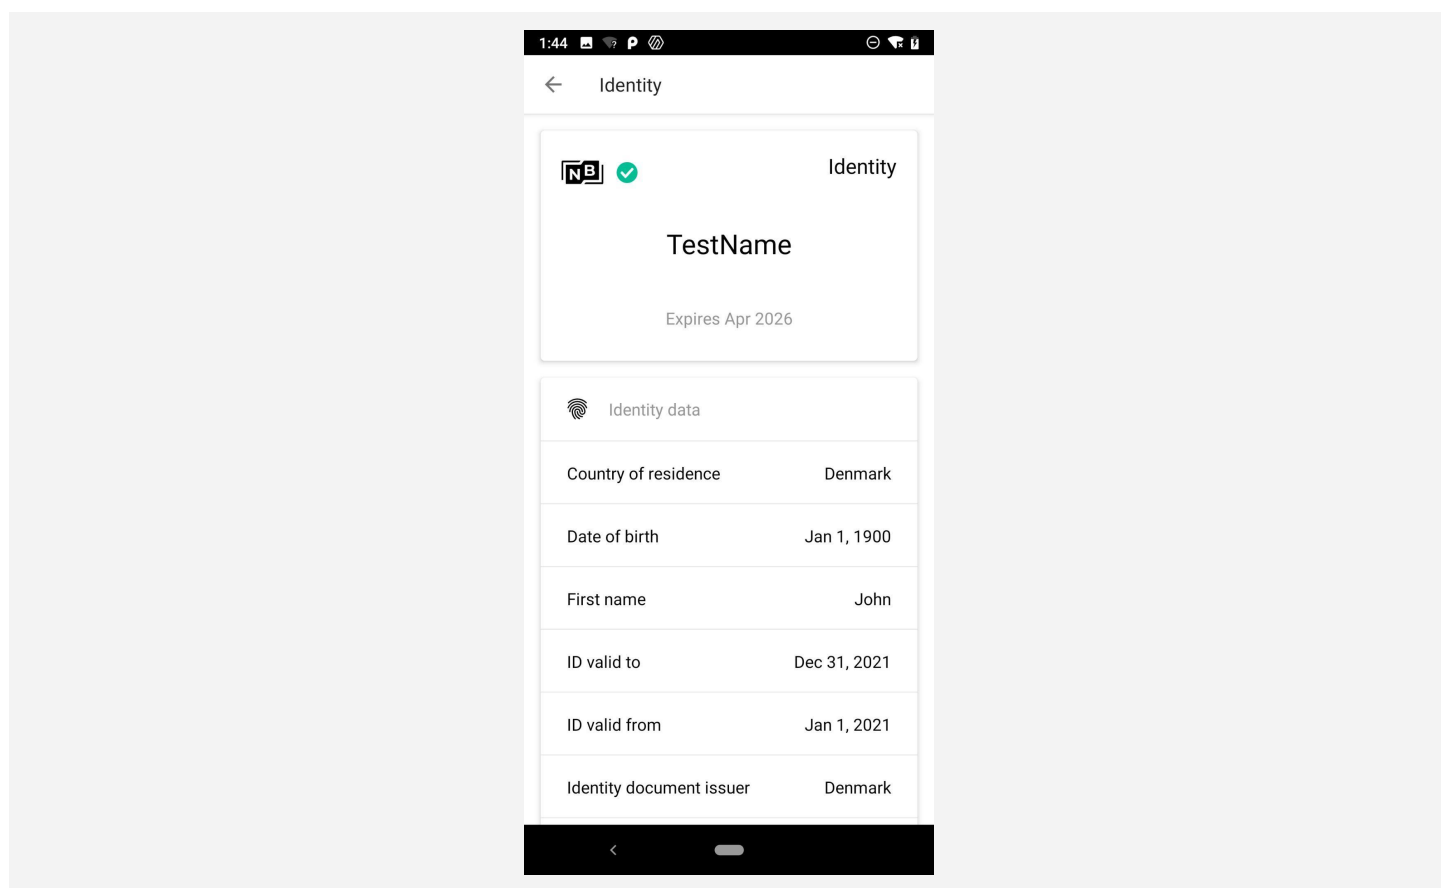 1:44
Identity
NB
Identity
TestName
Expires Apr 2026
Identity data
Country of residence Denmark
Date of birth Jan 1, 1900
First name John
ID valid to Dec 31, 2021
ID valid from Jan 1, 2021
Identity document issuer Denmark